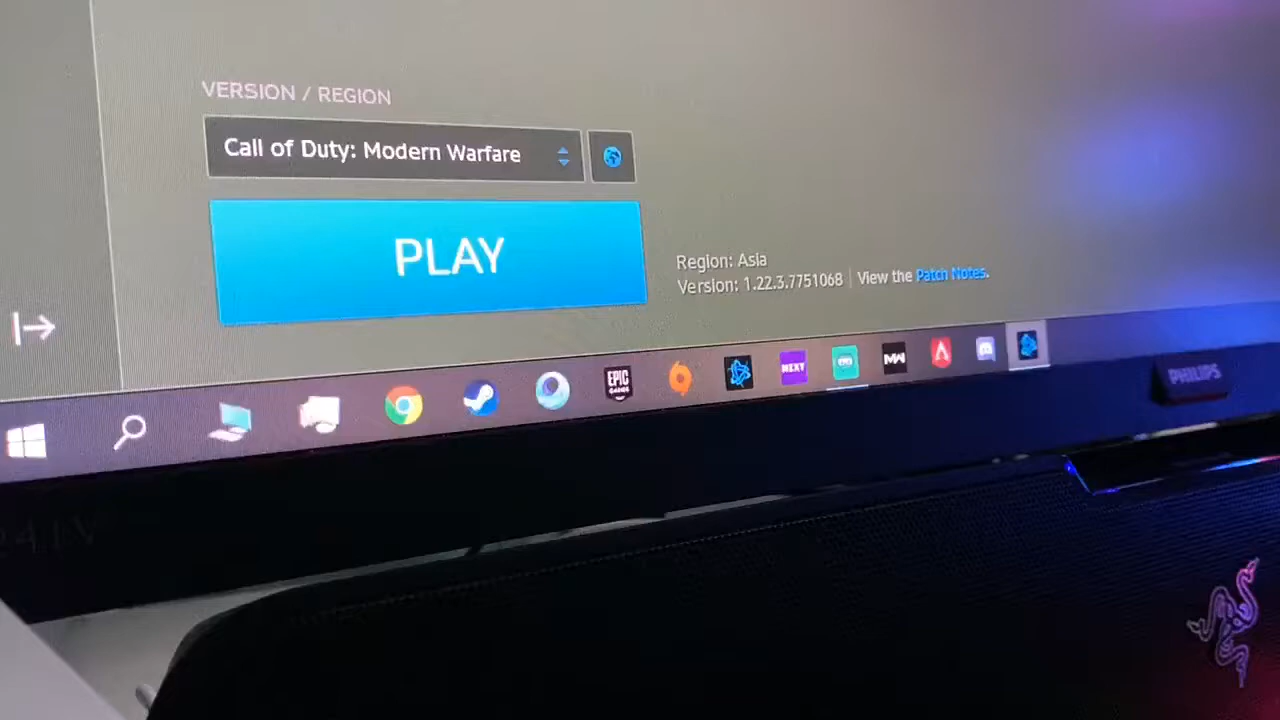 VERSION / REGION
Call of Duty: Modern Warfare
PLAY
Region: Asia
Version: 1.22.3.7751068 | View the Patch Notes.
EPIC
GAMES
NEXT
MW
PHILIPS